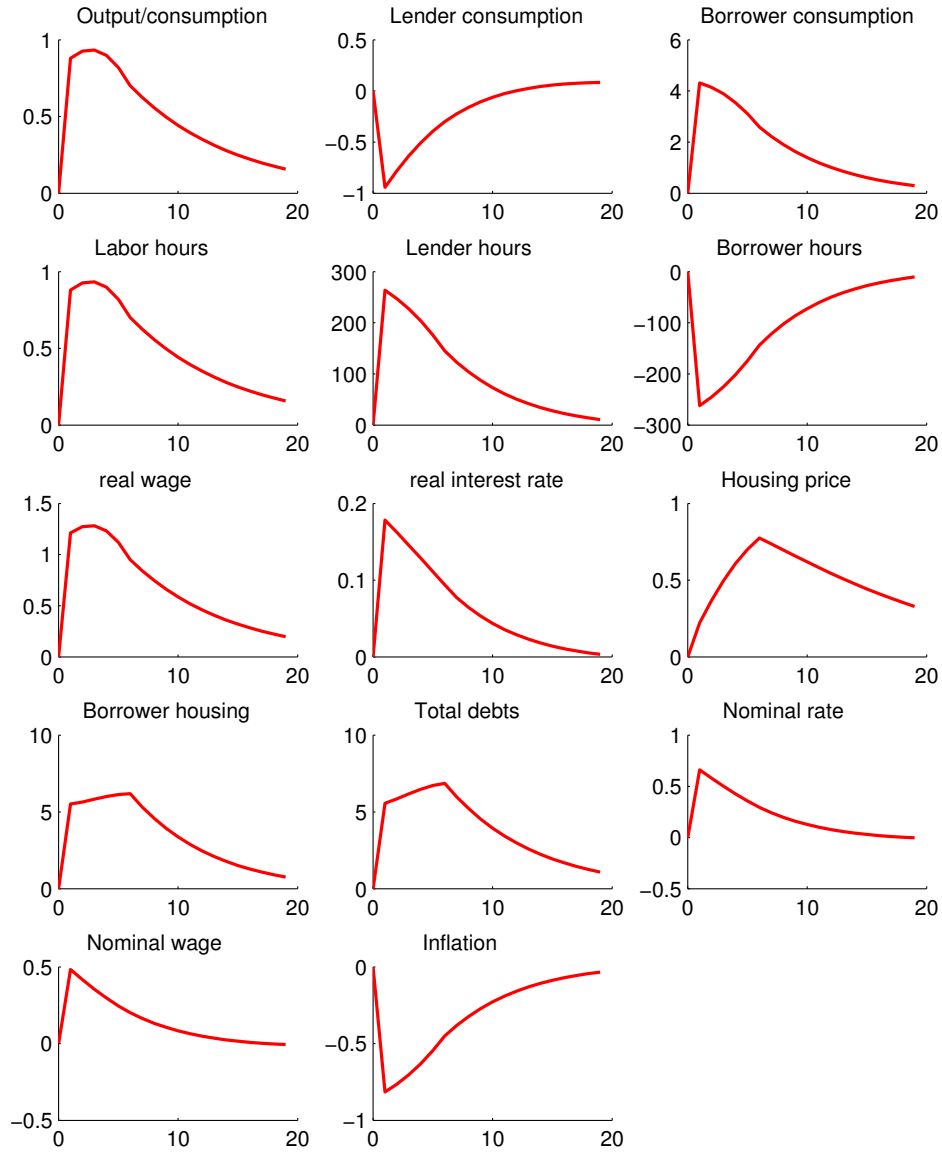 Output/consumption
1
0.5
0
0 10 20
Lender consumption
0.5
0
−0.5
−1
0 10 20
Borrower consumption
6
4
2
0
0 10 20
Labor hours
1
0.5
0
0 10 20
Lender hours
300
200
100
0
0 10 20
Borrower hours
0
−100
−200
−300
0 10 20
real wage
1.5
1
0.5
0
0 10 20
real interest rate
0.2
0.1
0
0 10 20
Housing price
1
0.5
0
0 10 20
Borrower housing
10
5
0
0 10 20
Total debts
10
5
0
0 10 20
Nominal rate
1
0.5
0
−0.5
0 10 20
Nominal wage
0.5
0
−0.5
0 10 20
Inflation
0
−0.5
−1
0 10 20